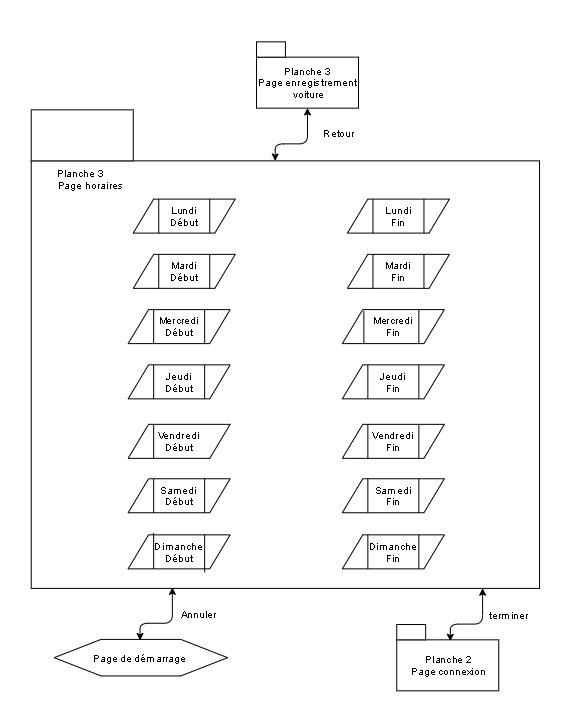 Planche 3
Page enregistrement
voiture
Retour
Planche 3
Page horaires
Lundi
Début
Lundi
Fin
Mardi
Début
Mardi
Fin
Mercredi
Début
Mercredi
Fin
Jeudi
Début
Jeudi
Fin
Vendredi
Début
Vendredi
Fin
Samedi
Début
Samedi
Fin
Dimanche
Début
Dimanche
Fin
Annuler
terminer
Page de démarrage
Planche 2
Page connexion